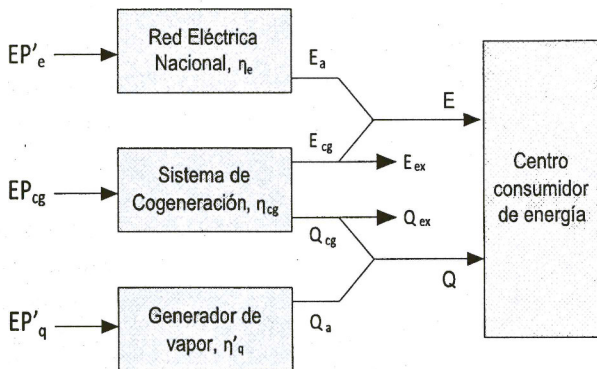 EP'e
Red Eléctrica
Nacional, ηe
Ea
E
EPcg
Sistema de
Cogeneración, ηcg
Ecg
Eex
Qcg
Qex
Centro
consumidor
de energía
Q
EP'q
Generador de
vapor, η'q
Qa